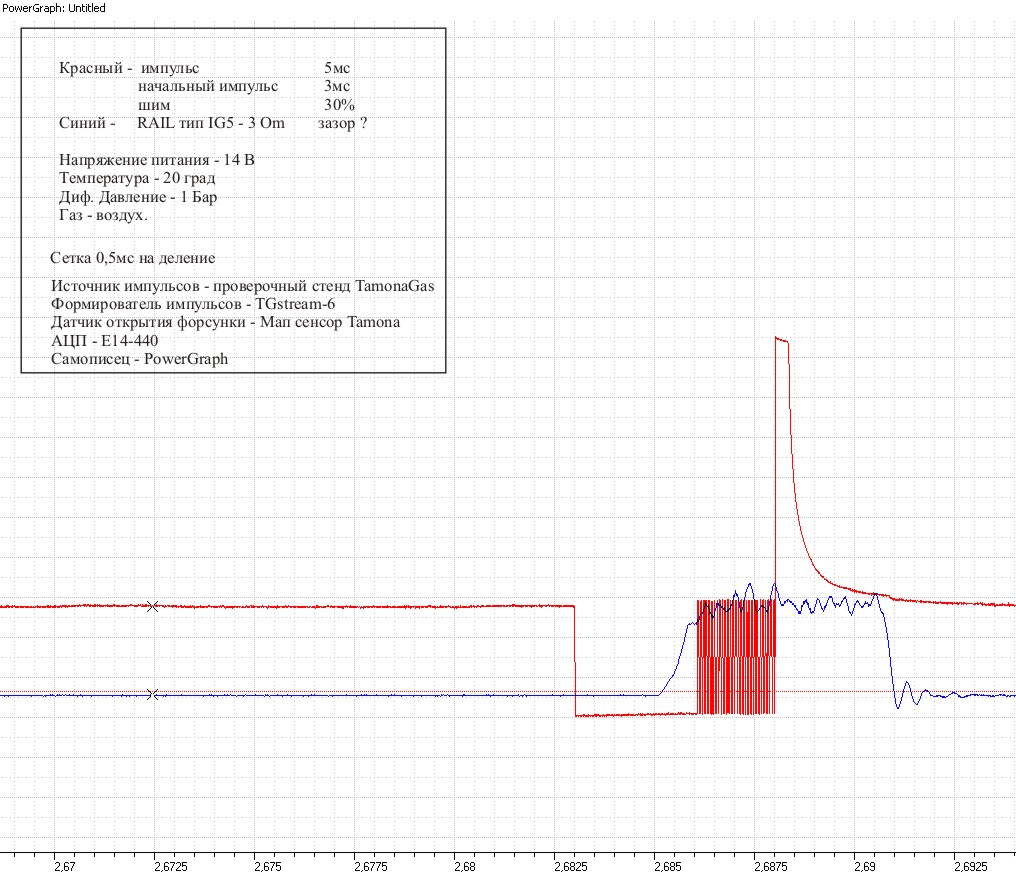 PowerGraph: Untitled
Красный - импульс 5мс
начальный импульс 3мс
шим 30%
Синий - RAIL тип IG5 - 3 Om зазор ?
Напряжение питания - 14 В
Температура - 20 град
Диф. Давление - 1 Бар
Газ - воздух.
Сетка 0,5мс на деление
Источник импульсов - проверочный стенд TamonaGas
Формирователь импульсов - TGstream-6
Датчик открытия форсунки - Мап сенсор Tamona
АЦП - E14-440
Самописец - PowerGraph
2,67 2,6725 2,675 2,6775 2,68 2,6825 2,685 2,6875 2,69 2,6925